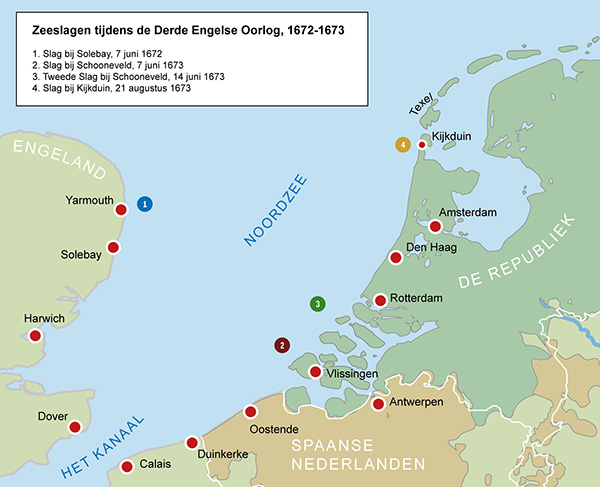 Zeeslagen tijdens de Derde Engelse Oorlog, 1672-1673
1. Slag bij Solebay, 7 juni 1672
2. Slag bij Schooneveld, 7 juni 1673
3. Tweede Slag bij Schooneveld, 14 juni 1673
4. Slag bij Kijkduin, 21 augustus 1673
Texel
4
Kijkduin
ENGELAND
Yarmouth
1
NOORDZEE
Amsterdam
Solebay
Den Haag
DE REPUBLIEK
3
Rotterdam
Harwich
2
Vlissingen
Antwerpen
Dover
Oostende
HET KANAAL
Duinkerke
SPAANSE
NEDERLANDEN
Calais